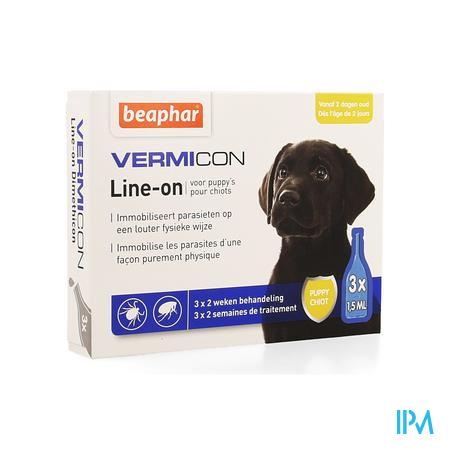 beaphar
Vanaf 2 dagen oud
Dès l'âge de 2 jours
VERMICON
Line-on
voor puppy's
pour chiots
Immobiliseert parasieten op
een louter fysieke wijze
Immobilise les parasites d'une
façon purement physique
3 x 2 weken behandeling
3 x 2 semaines de traitement
PUPPY
CHIOT
3x
1,5 ML
VERMICON
Line-on Dimethicon
3x
IPM